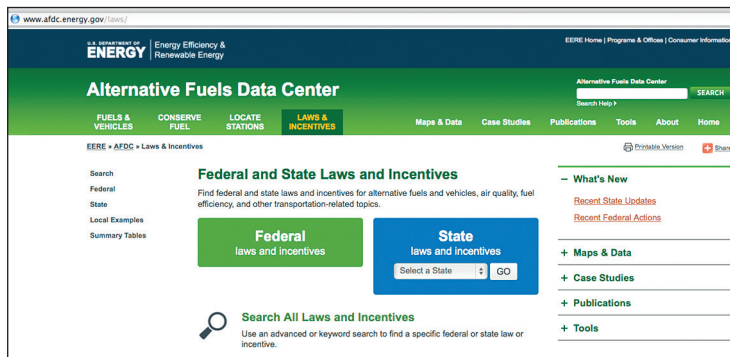 www.afdc.energy.gov/laws/
U.S. DEPARTMENT OF
ENERGY
Energy Efficiency &
Renewable Energy
EERE Home | Programs & Offices | Consumer Information
Alternative Fuels Data Center
Alternative Fuels Data Center
SEARCH
Search Help
FUELS &
VEHICLES
CONSERVE
FUEL
LOCATE
STATIONS
LAWS &
INCENTIVES
Maps & Data
Case Studies
Publications
Tools
About
Home
EERE » AFDC » Laws & Incentives
Printable Version
Share
Search
Federal
State
Local Examples
Summary Tables
Federal and State Laws and Incentives
Find federal and state laws and incentives for alternative fuels and vehicles, air quality, fuel
efficiency, and other transportation-related topics.
Federal
laws and incentives
State
laws and incentives
Select a State
GO
Search All Laws and Incentives
Use an advanced or keyword search to find a specific federal or state law or
incentive.
– What's New
Recent State Updates
Recent Federal Actions
+ Maps & Data
+ Case Studies
+ Publications
+ Tools